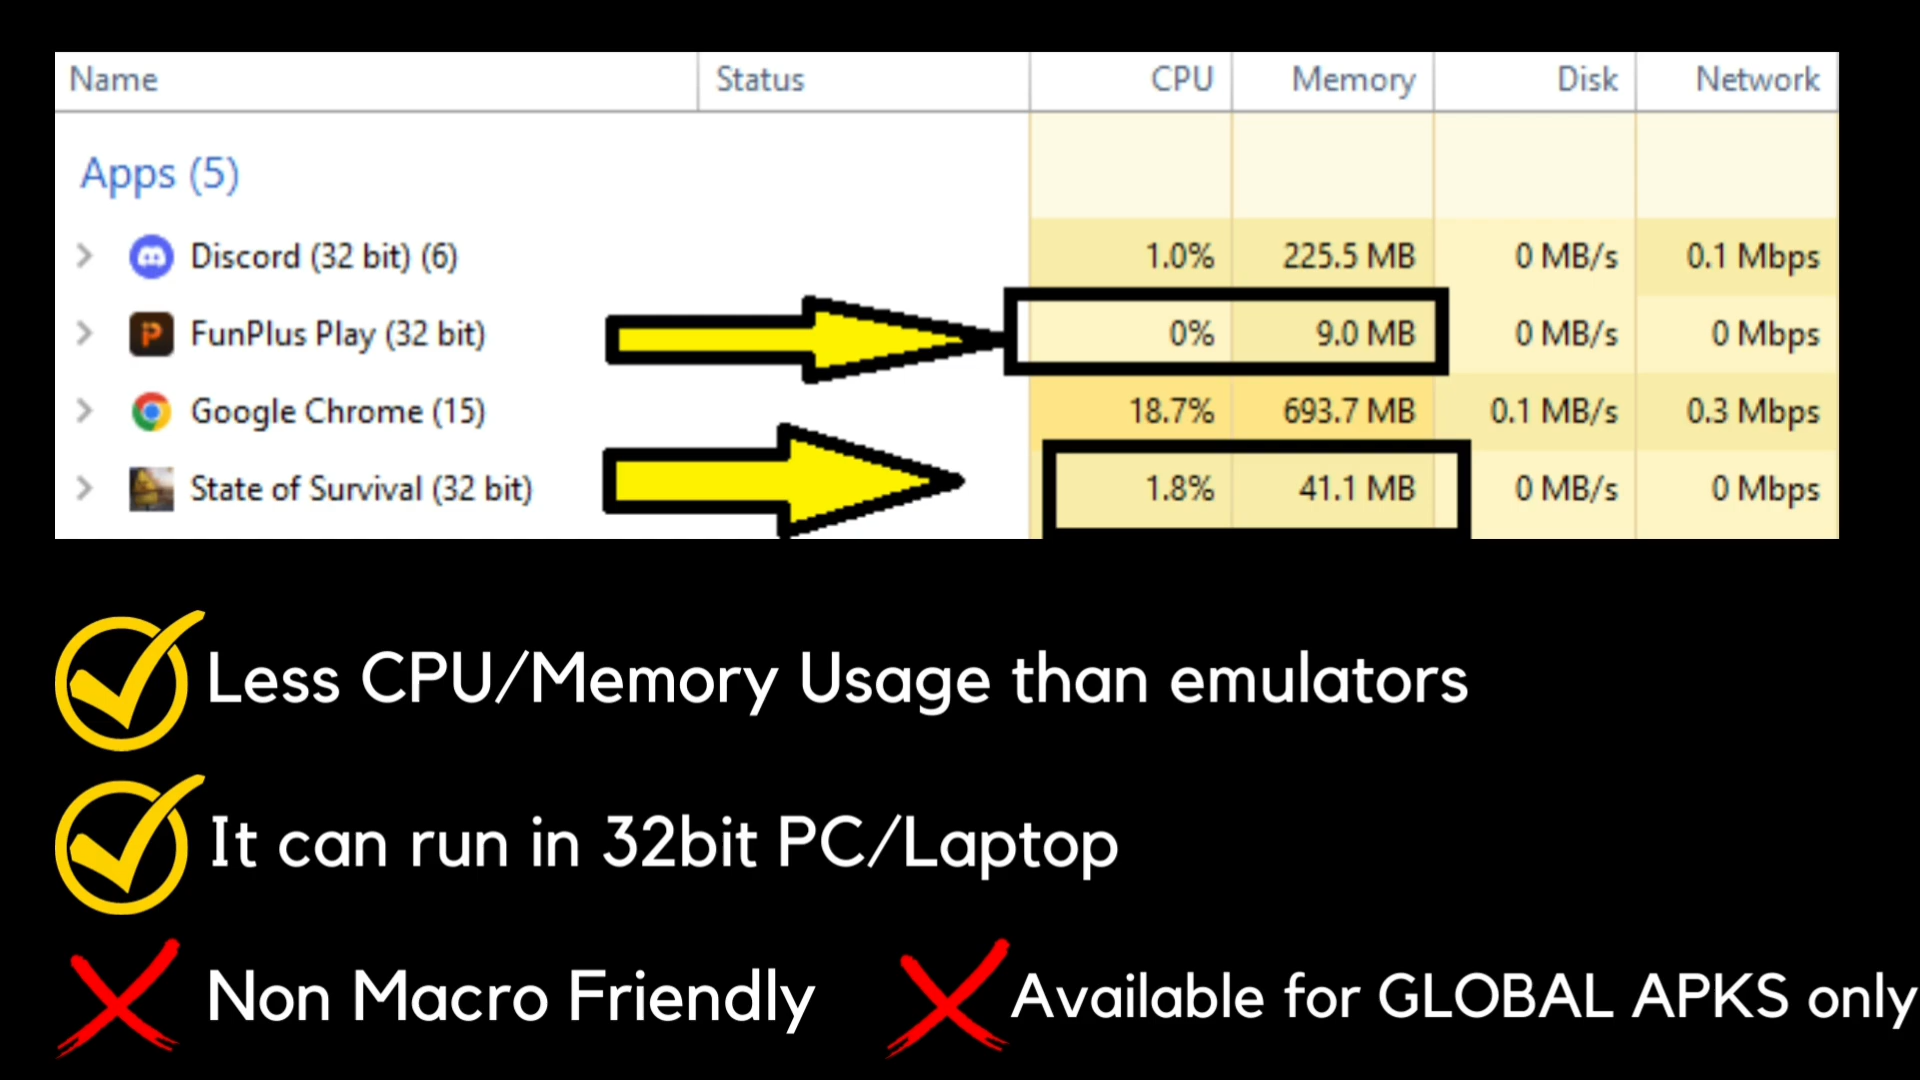 Name Status CPU Memory Disk Network
Apps (5)
Discord (32 bit) (6) 1.0% 225.5 MB 0 MB/s 0.1 Mbps
FunPlus Play (32 bit) 0% 9.0 MB 0 MB/s 0 Mbps
Google Chrome (15) 18.7% 693.7 MB 0.1 MB/s 0.3 Mbps
State of Survival (32 bit) 1.8% 41.1 MB 0 MB/s 0 Mbps
Less CPU/Memory Usage than emulators
It can run in 32bit PC/Laptop
Non Macro Friendly
Available for GLOBAL APKS only